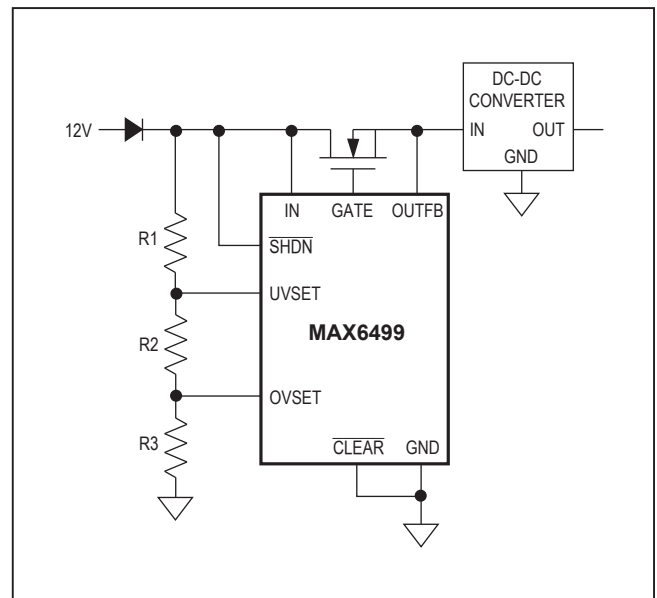 DC-DC
CONVERTER
12V
IN
OUT
GND
IN
GATE
OUTFB
R1
SHDN
UVSET
R2
MAX6499
OVSET
R3
CLEAR
GND